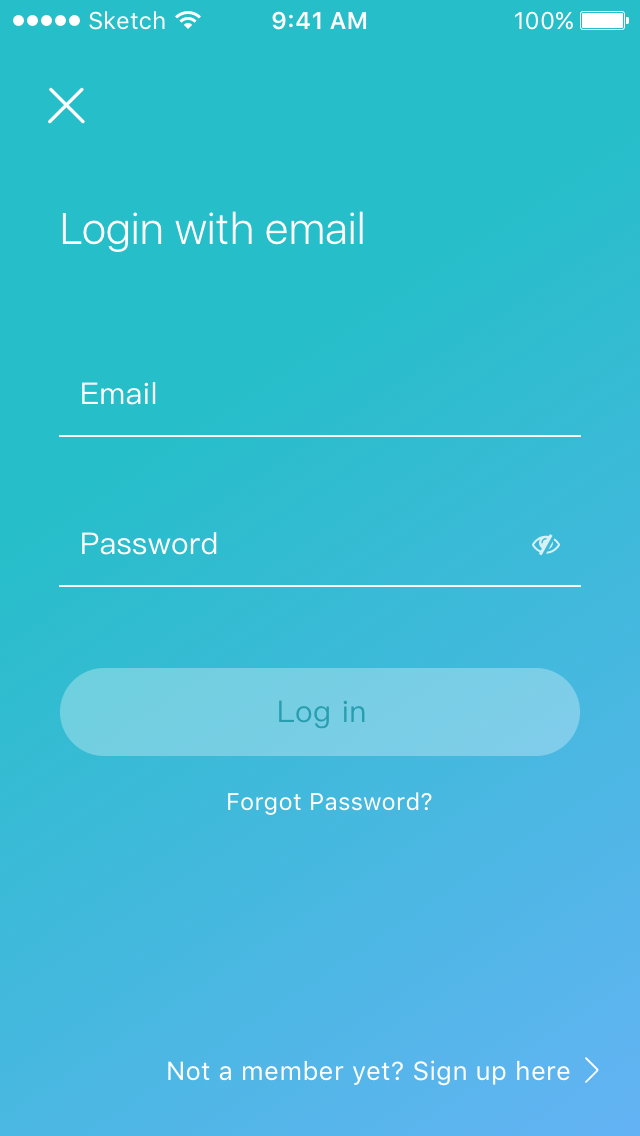 Sketch 9:41 AM 100%
Login with email
Email
Password
Log in
Forgot Password?
Not a member yet? Sign up here